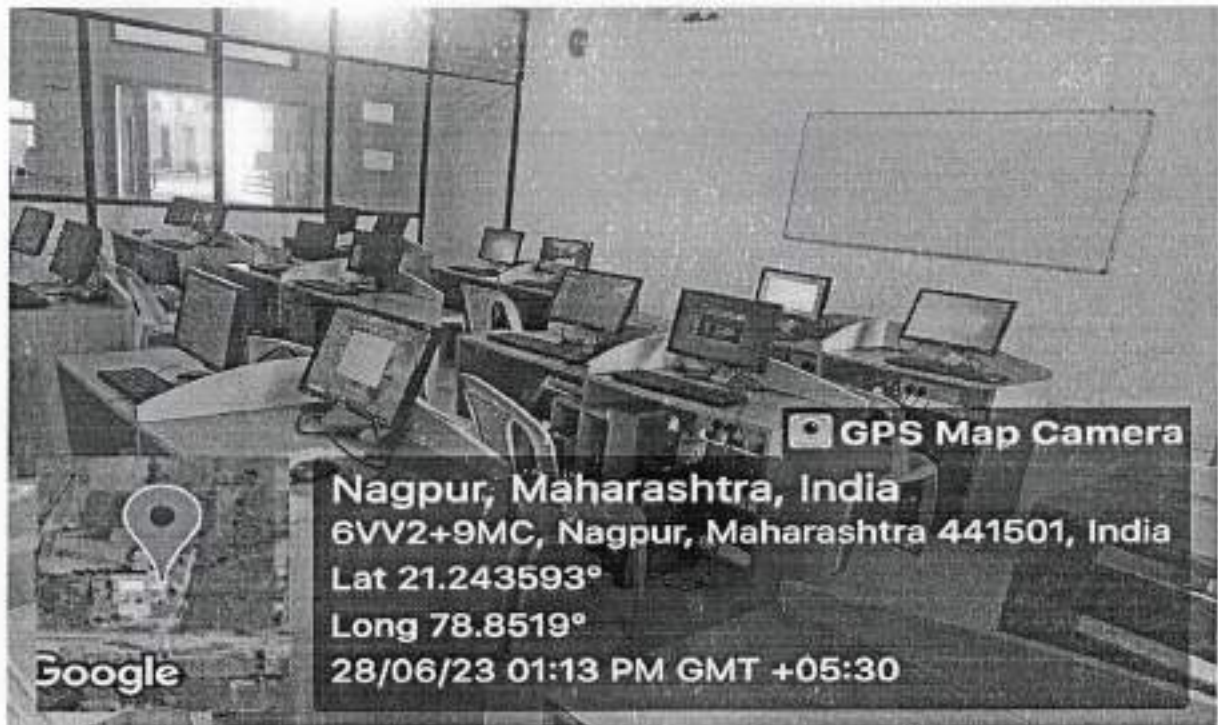 GPS Map Camera
Nagpur, Maharashtra, India
6VV2+9MC, Nagpur, Maharashtra 441501, India
Lat 21.243593°
Long 78.8519°
28/06/23 01:13 PM GMT +05:30
Google